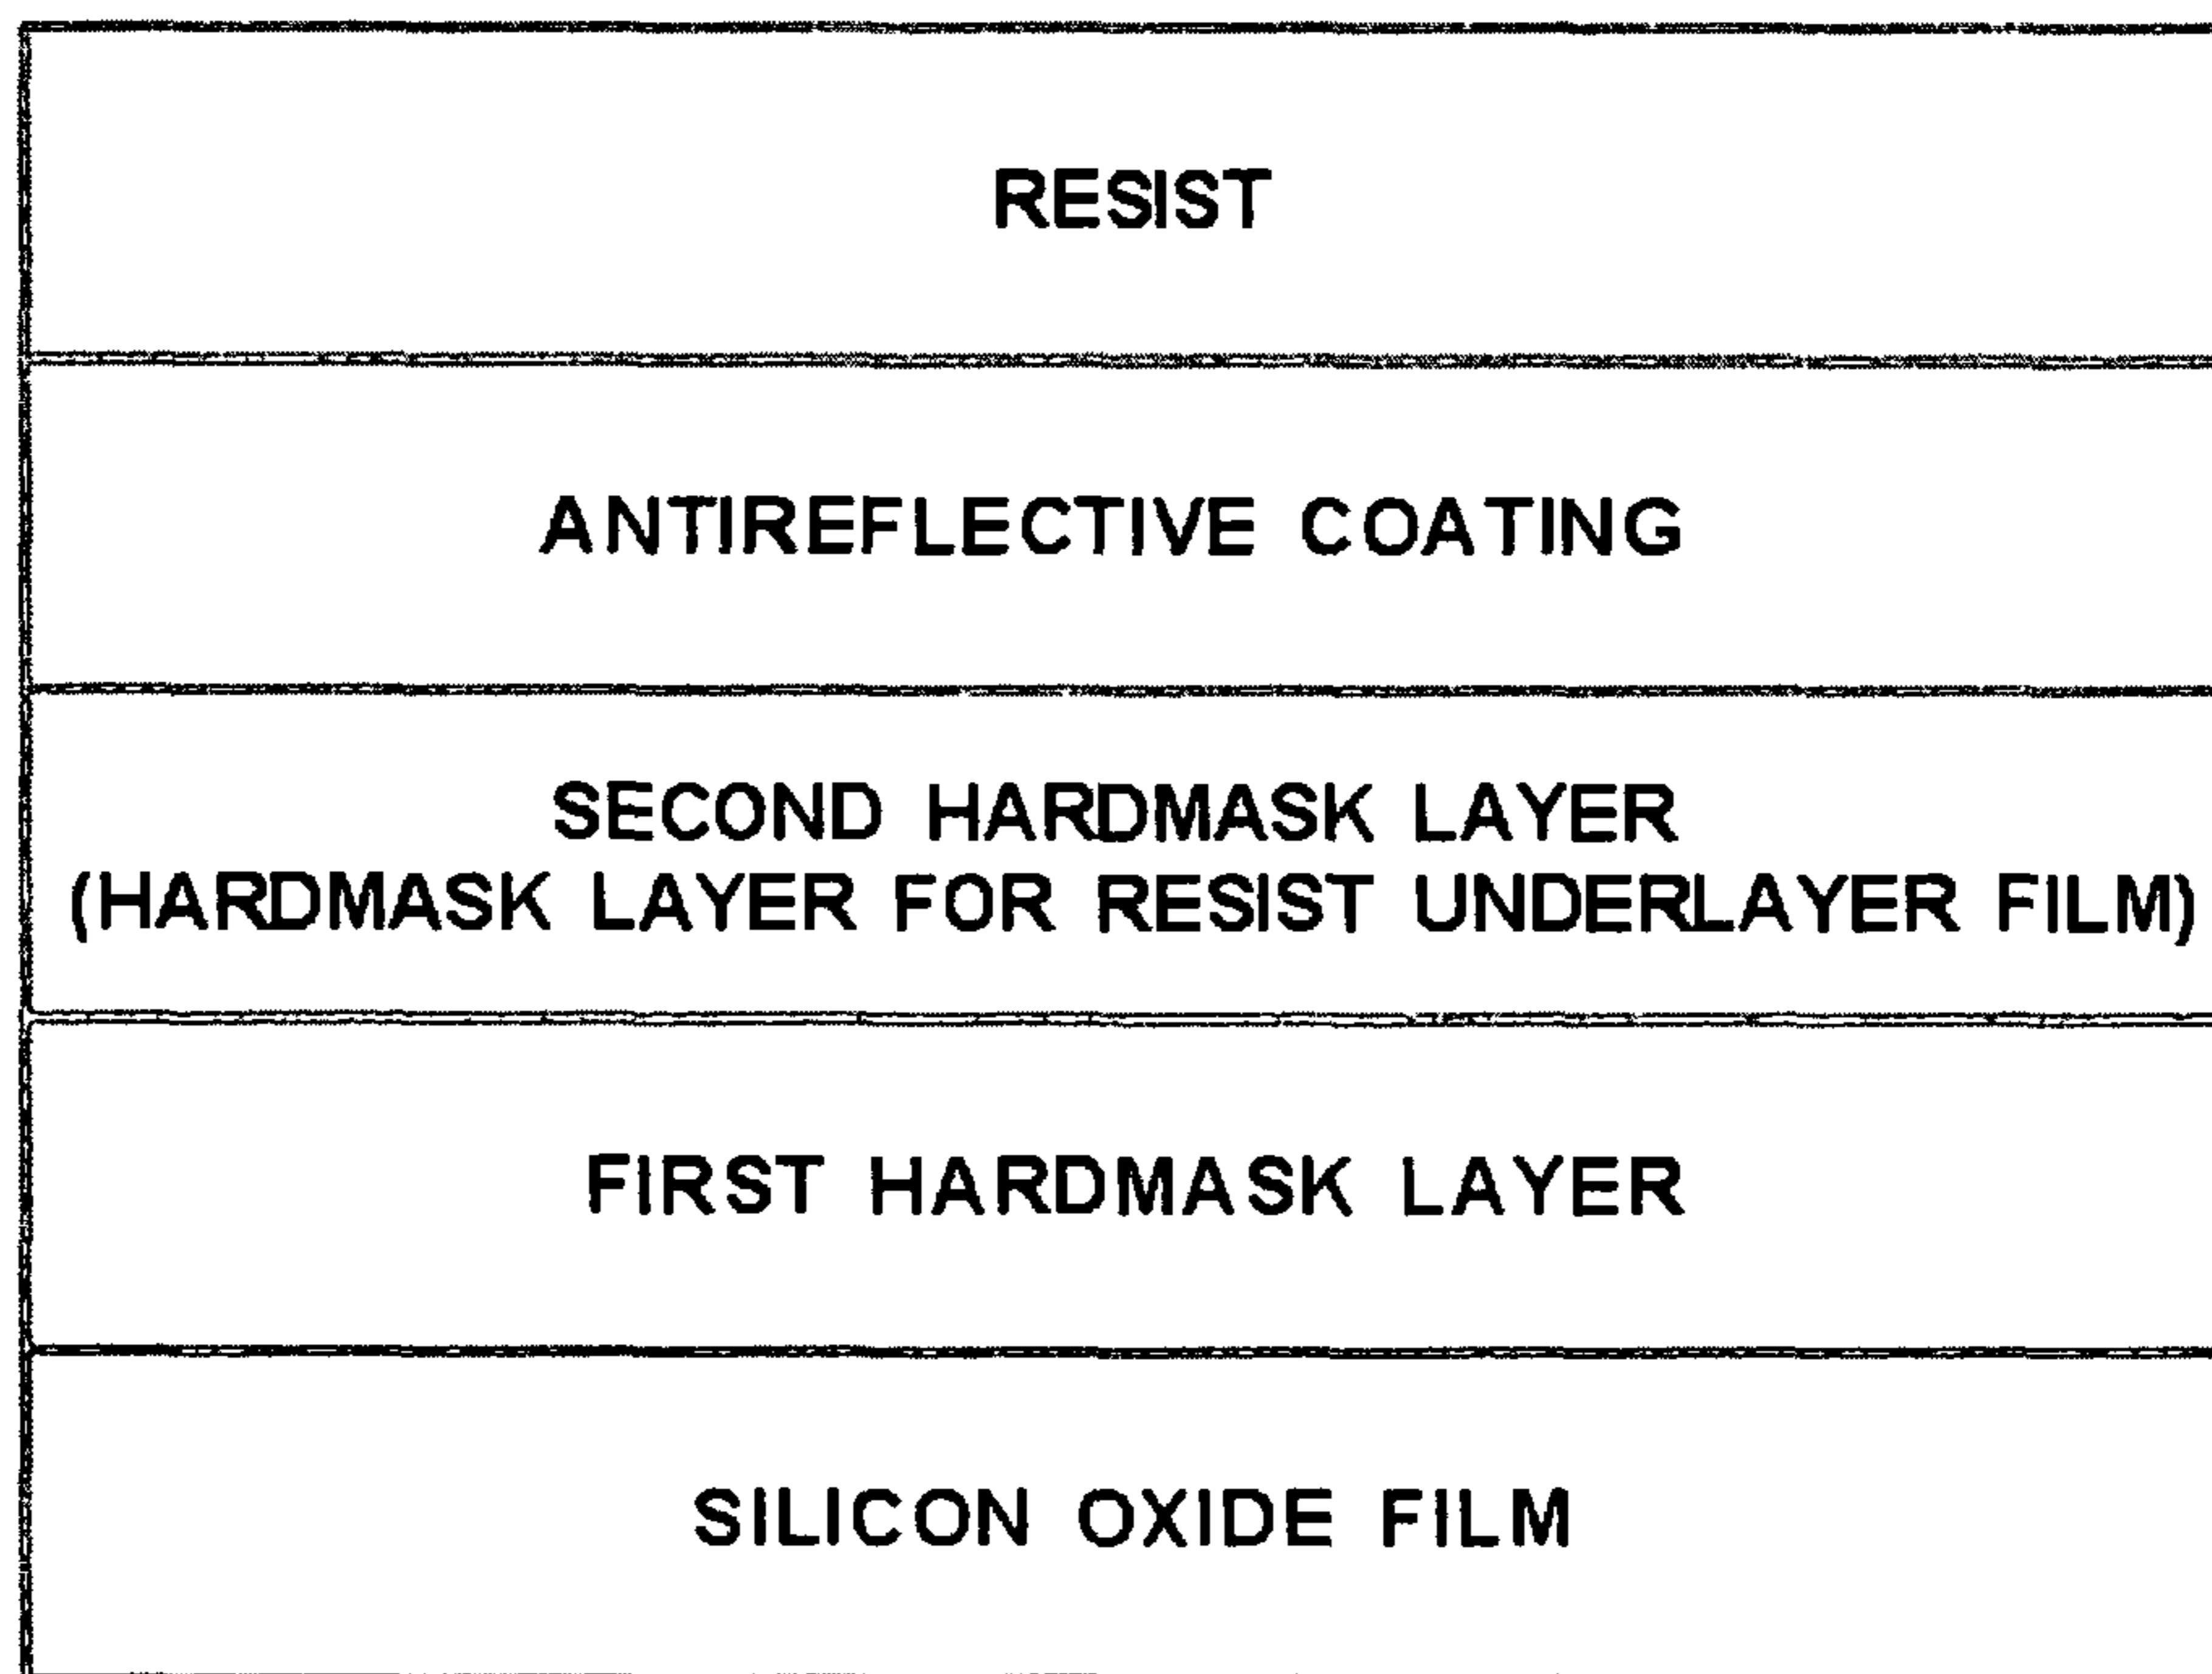 RESIST
ANTIREFLECTIVE COATING
SECOND HARDMASK LAYER
(HARDMASK LAYER FOR RESIST UNDERLAYER FILM)
FIRST HARDMASK LAYER
SILICON OXIDE FILM